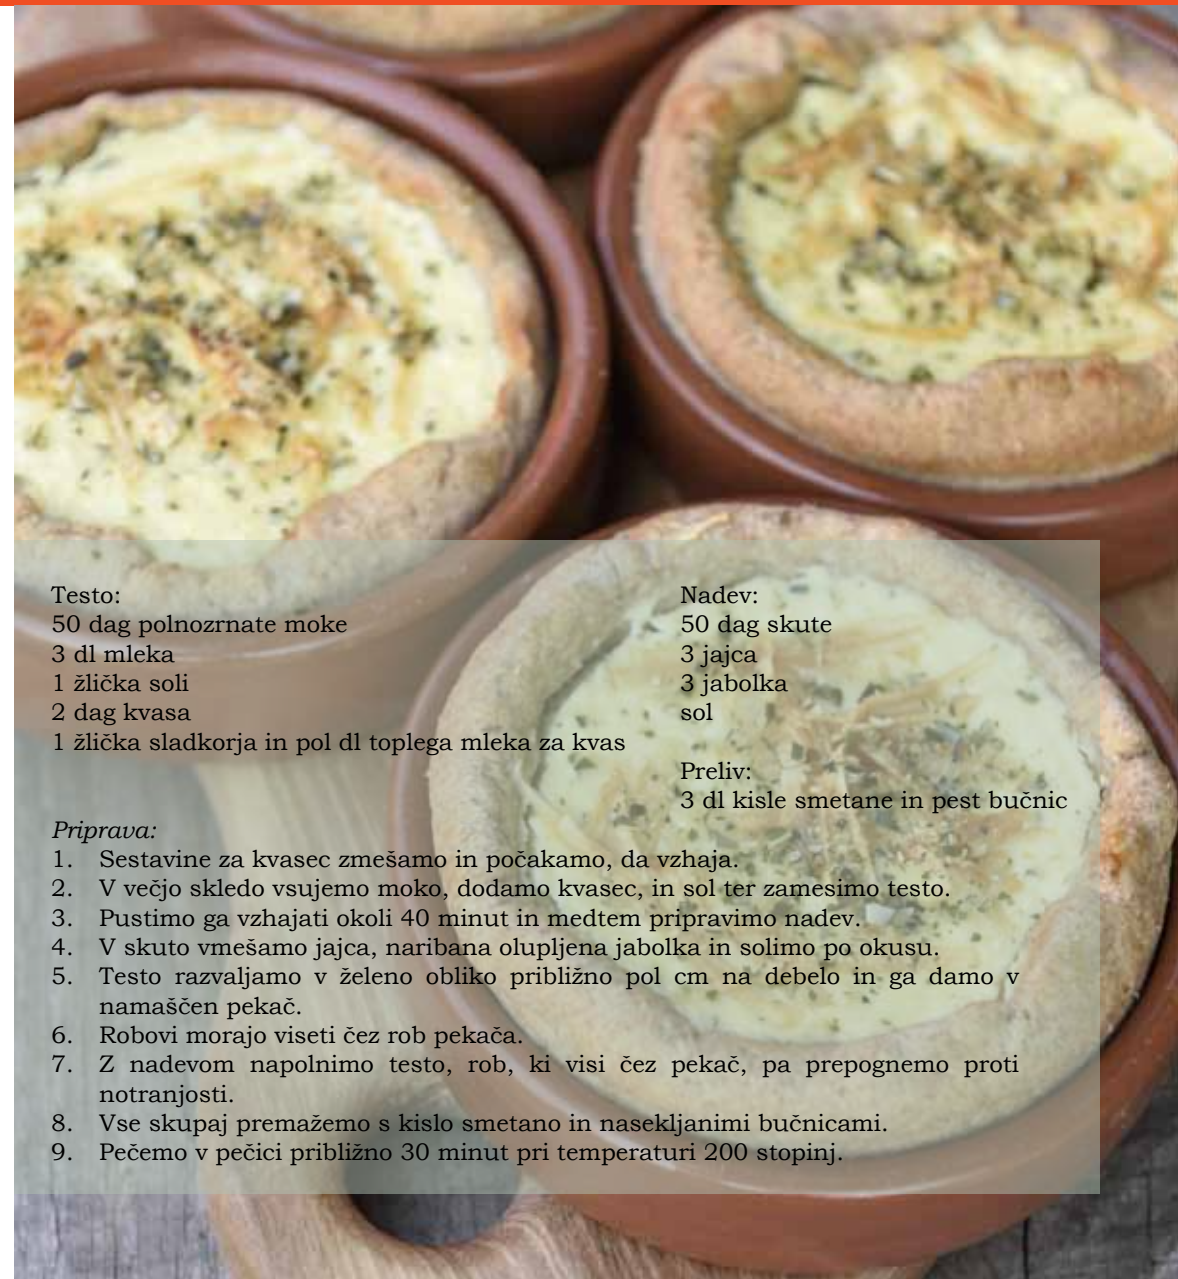 Testo:
50 dag polnozrnate moke
3 dl mleka
1 žlička soli
2 dag kvasa
1 žlička sladkorja in pol dl toplega mleka za kvas
Nadev:
50 dag skute
3 jajca
3 jabolka
sol
Preliv:
3 dl kisle smetane in pest bučnic
Priprava:
1. Sestavine za kvasec zmešamo in počakamo, da vzhaja.
2. V večjo skledo vsujemo moko, dodamo kvasec, in sol ter zamesimo testo.
3. Pustimo ga vzhajati okoli 40 minut in medtem pripravimo nadev.
4. V skuto vmešamo jajca, naribana olupljena jabolka in solimo po okusu.
5. Testo razvaljamo v želeno obliko približno pol cm na debelo in ga damo v
namaščen pekač.
6. Robovi morajo viseti čez rob pekača.
7. Z nadevom napolnimo testo, rob, ki visi čez pekač, pa prepognemo proti
notranjosti.
8. Vse skupaj premažemo s kislo smetano in nasekljanimi bučnicami.
9. Pečemo v pečici približno 30 minut pri temperaturi 200 stopinj.